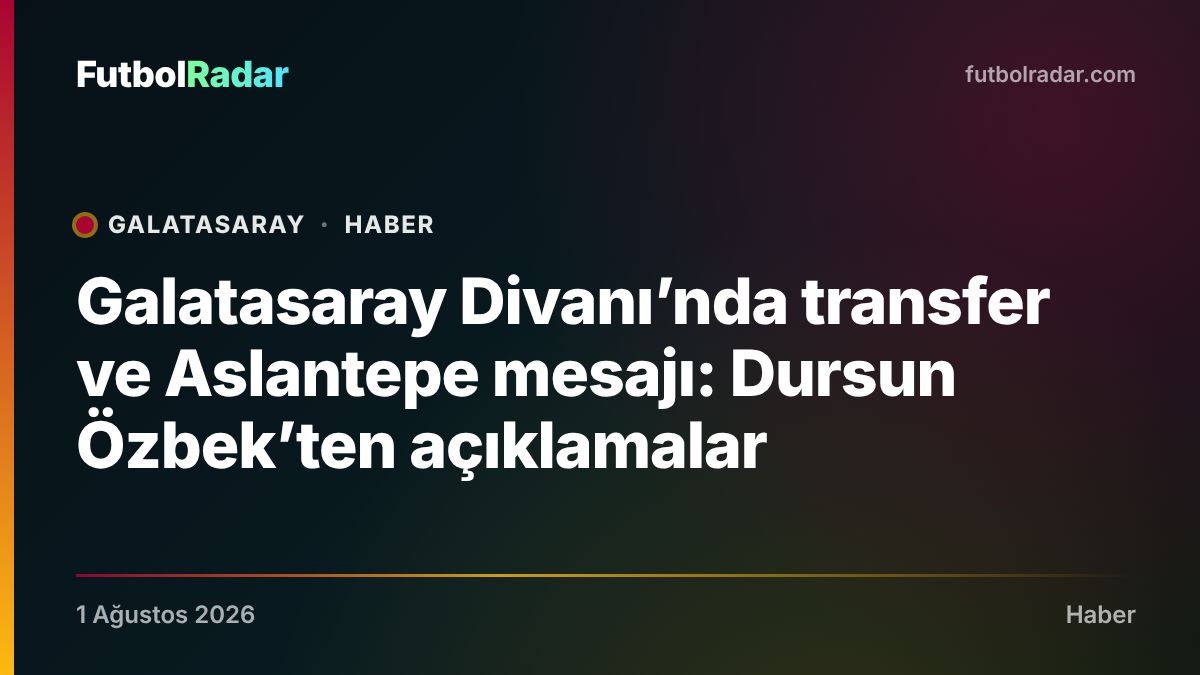 FutbolRadar
futbolradar.com
GALATASARAY · HABER
Galatasaray Divanı’nda transfer
ve Aslantepe mesajı: Dursun
Özbek’ten açıklamalar
1 Ağustos 2026
Haber